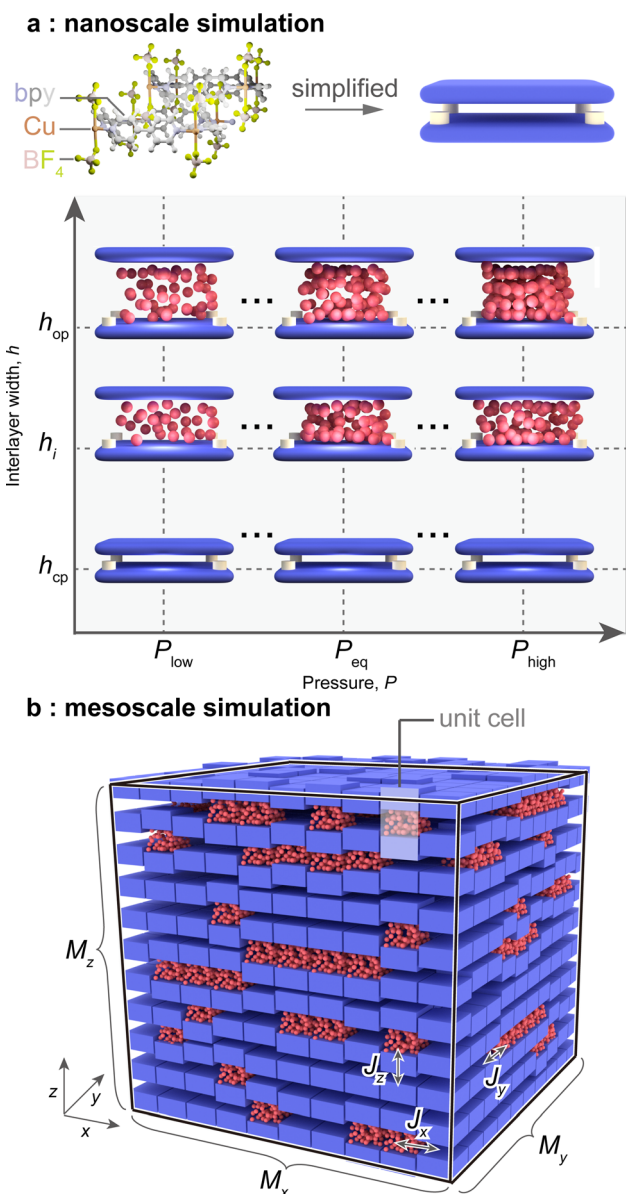 a : nanoscale simulation
bpy
Cu
BF4
simplified
Interlayer width, h
hop
hi
hcp
... ...
... ...
... ...
Plow Peq Phigh
Pressure, P
b : mesoscale simulation
unit cell
Mz
Jz
Jy
Jx
z
y
x
My
Mx